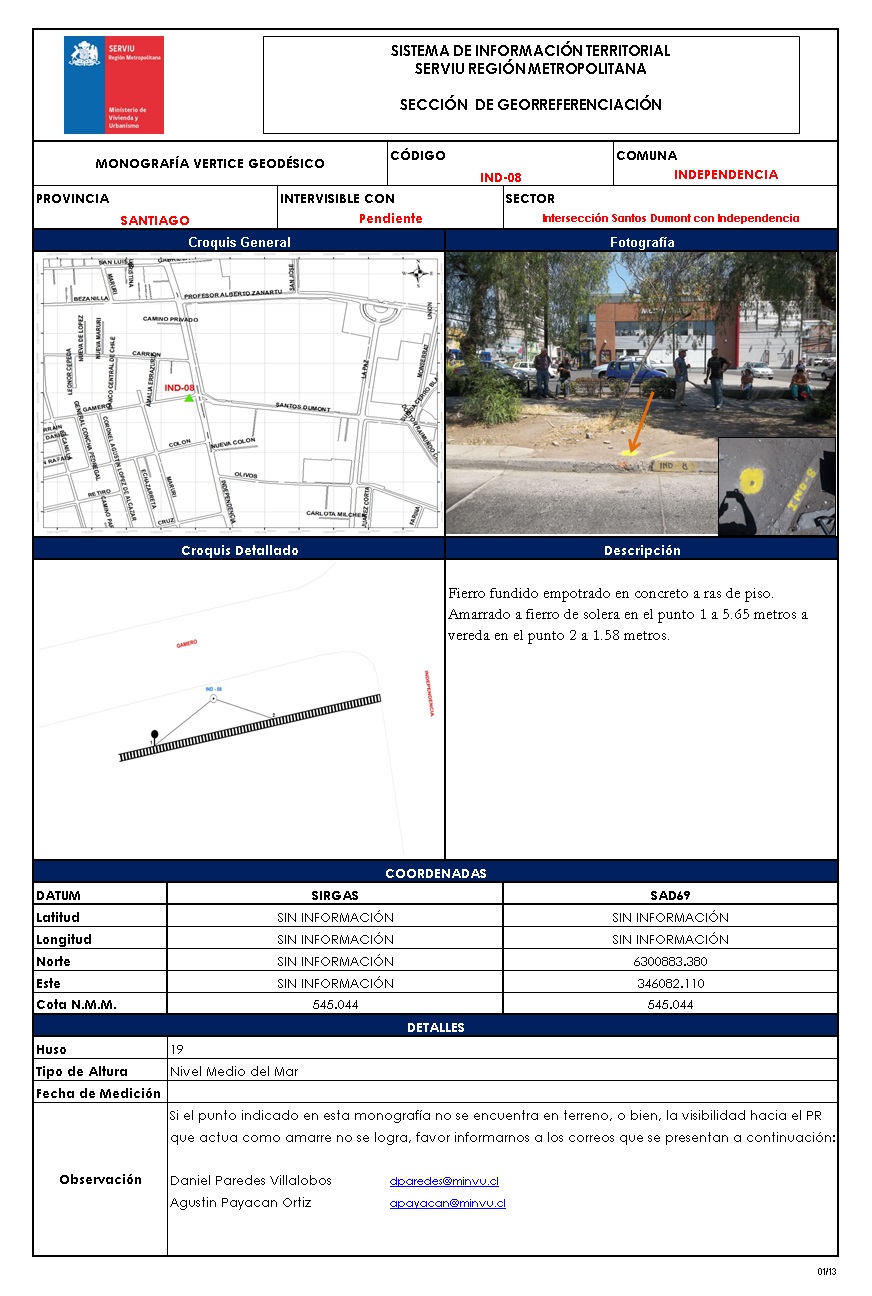 SERVIU
Región Metropolitana
Ministerio de
Vivienda y
Urbanismo
SISTEMA DE INFORMACIÓN TERRITORIAL
SERVIU REGIÓN METROPOLITANA
SECCIÓN DE GEORREFERENCIACIÓN
MONOGRAFÍA VERTICE GEODÉSICO
CÓDIGO
IND-08
COMUNA
INDEPENDENCIA
PROVINCIA
SANTIAGO
INTERVISIBLE CON
Pendiente
SECTOR
Intersección Santos Dumont con Independencia
Croquis General
Fotografía
SAN LUIS
MARURI
SAN JOSE
PROFESOR ALBERTO ZANARTU
BEZANILLA
UNION
CAMINO PRIVADO
NUEVA DE LOPEZ
NUEVA MARURI
LEONOR CEPEDA
BANCO CENTRAL DE CHILE
CARRION
AMALIA ERRAZURIZ
LA PAZ
MONSERRAT
IND-08
GAMERO
SANTOS DUMONT
GENERAL CONCHA PEDREGAL
CORONEL AGUSTIN LOPEZ DE ALCAZAR
COLON
NUEVA COLON
ECHAZARRETA
MARURI
OLIVOS
INDEPENDENCIA
RETIRO
CRUZ
CARLOTA MILCHER
JUAREZ CORTA
FARINA
IND 8
IND-8
Croquis Detallado
Descripción
GAMERO
IND - 08
INDEPENDENCIA
1
2
Fierro fundido empotrado en concreto a ras de piso.
Amarrado a fierro de solera en el punto 1 a 5.65 metros a
vereda en el punto 2 a 1.58 metros.
COORDENADAS
DATUM SIRGAS SAD69
Latitud SIN INFORMACIÓN SIN INFORMACIÓN
Longitud SIN INFORMACIÓN SIN INFORMACIÓN
Norte SIN INFORMACIÓN 6300883.380
Este SIN INFORMACIÓN 346082.110
Cota N.M.M. 545.044 545.044
DETALLES
Huso 19
Tipo de Altura Nivel Medio del Mar
Fecha de Medición
Observación
Si el punto indicado en esta monografía no se encuentra en terreno, o bien, la visibilidad hacia el PR
que actua como amarre no se logra, favor informarnos a los correos que se presentan a continuación:
Daniel Paredes Villalobos dparedes@minvu.cl
Agustin Payacan Ortiz apayacan@minvu.cl
01/13